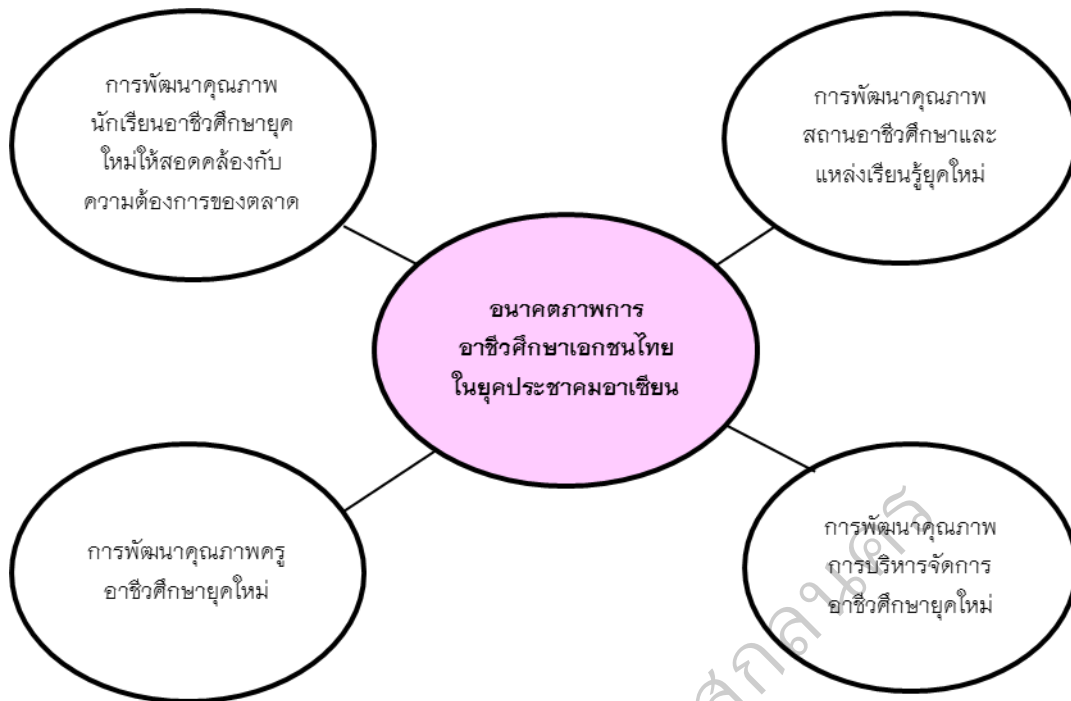 การพัฒนาคุณภาพ
นักเรียนอาชีวศึกษายุค
ใหม่ให้สอดคล้องกับ
ความต้องการของตลาด
การพัฒนาคุณภาพ
สถานอาชีวศึกษาและ
แหล่งเรียนรู้ยุคใหม่
อนาคตภาพการ
อาชีวศึกษาเอกชนไทย
ในยุคประชาคมอาเซียน
การพัฒนาคุณภาพครู
อาชีวศึกษายุคใหม่
การพัฒนาคุณภาพ
การบริหารจัดการ
อาชีวศึกษายุคใหม่
สกลนคร